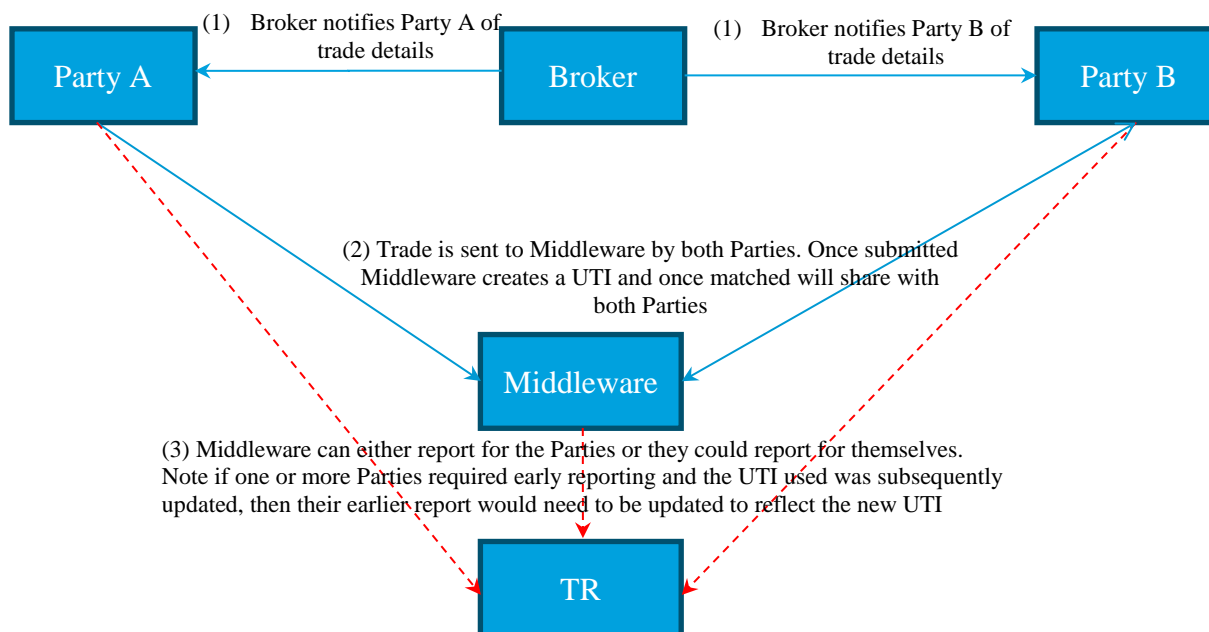 (1) Broker notifies Party A of
trade details
(1) Broker notifies Party B of
trade details
Party A
Broker
Party B
(2) Trade is sent to Middleware by both Parties. Once submitted
Middleware creates a UTI and once matched will share with
both Parties
Middleware
(3) Middleware can either report for the Parties or they could report for themselves.
Note if one or more Parties required early reporting and the UTI used was subsequently
updated, then their earlier report would need to be updated to reflect the new UTI
TR